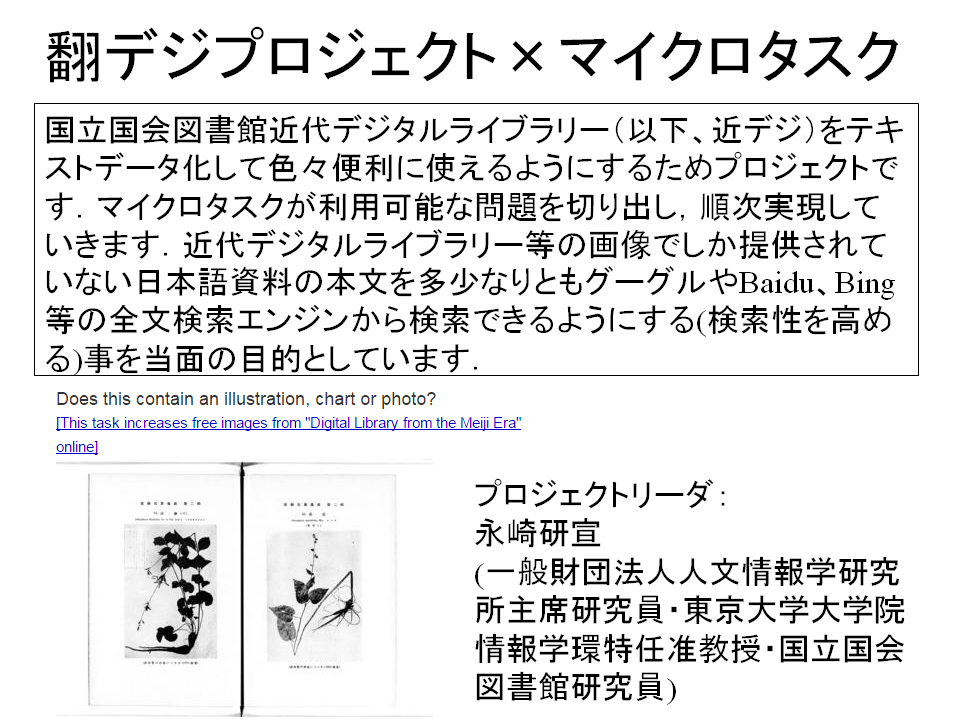 翻デジプロジェクト×マイクロタスク
国立国会図書館近代デジタルライブラリー（以下、近デジ）をテキ
ストデータ化して色々便利に使えるようにするためプロジェクトで
す．マイクロタスクが利用可能な問題を切り出し，順次実現して
いきます．近代デジタルライブラリー等の画像でしか提供されて
いない日本語資料の本文を多少なりともグーグルやBaidu、Bing
等の全文検索エンジンから検索できるようにする(検索性を高め
る)事を当面の目的としています．
Does this contain an illustration, chart or photo?
[This task increases free images from "Digital Library from the Meiji Era"
online]
プロジェクトリーダ：
永崎研宣
(一般財団法人人文情報学研究
所主席研究員・東京大学大学院
情報学環特任准教授・国立国会
図書館研究員)